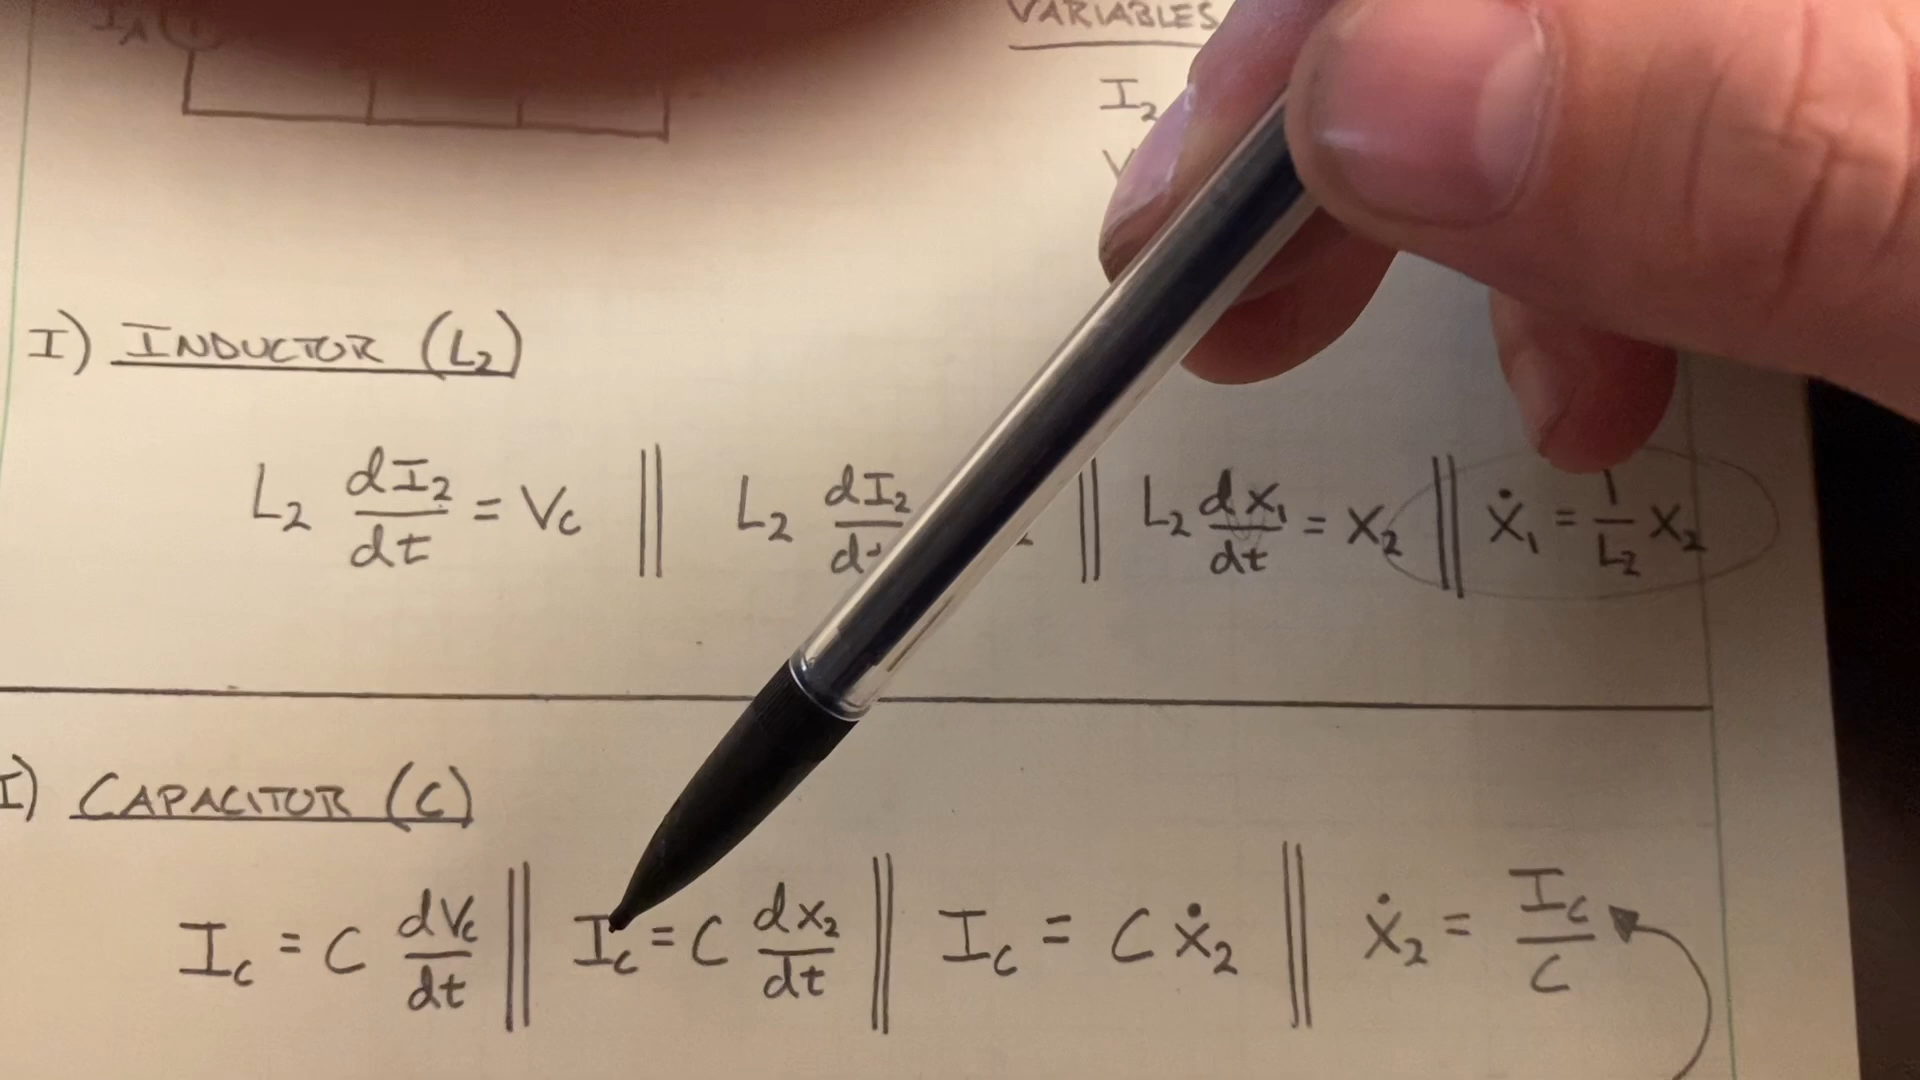 I_A
VARIABLES
I₂
V
I) INDUCTOR (L₂)
L₂ dI₂/dt = V_C || L₂ dI₂/d || L₂ dx₁/dt = x₂ || ẋ₁ = 1/L₂ x₂
I) CAPACITOR (C)
I_C = C dV_C/dt || I_C = C dx₂/dt || I_C = C ẋ₂ || ẋ₂ = I_C/C